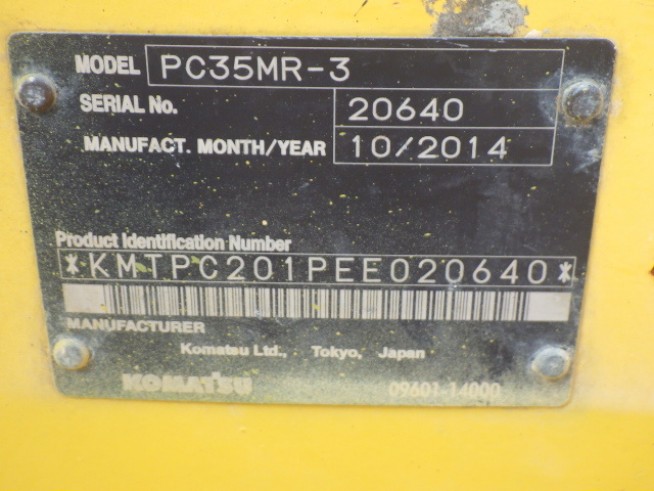 MODEL PC35MR-3
SERIAL No. 20640
MANUFACT. MONTH/YEAR 10/2014
Product Identification Number
*KMTPC201PEE020640*
MANUFACTURER
Komatsu Ltd., Tokyo, Japan
KOMATSU 09601-14000